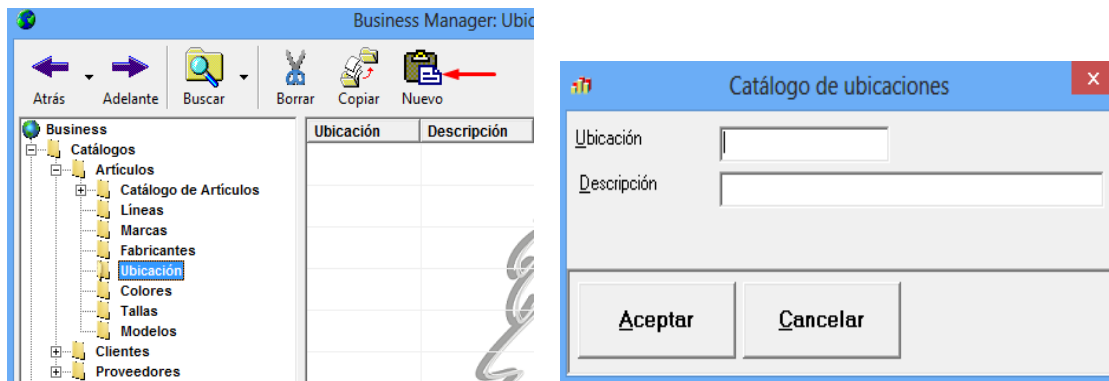 Business Manager: Ubic
Atrás Adelante Buscar Borrar Copiar Nuevo
Business
Catálogos
Artículos
Catálogo de Artículos
Líneas
Marcas
Fabricantes
Ubicación
Colores
Tallas
Modelos
Clientes
Proveedores
Ubicación Descripción
Catálogo de ubicaciones
x
Ubicación
Descripción
Aceptar Cancelar